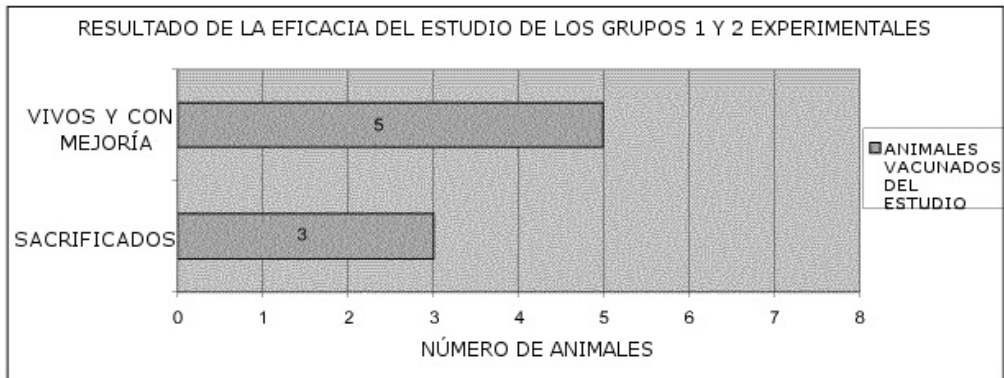 RESULTADO DE LA EFICACIA DEL ESTUDIO DE LOS GRUPOS 1 Y 2 EXPERIMENTALES
VIVOS Y CON
MEJORÍA
5
SACRIFICADOS
3
0 1 2 3 4 5 6 7 8
NÚMERO DE ANIMALES
ANIMALES
VACUNADOS
DEL
ESTUDIO